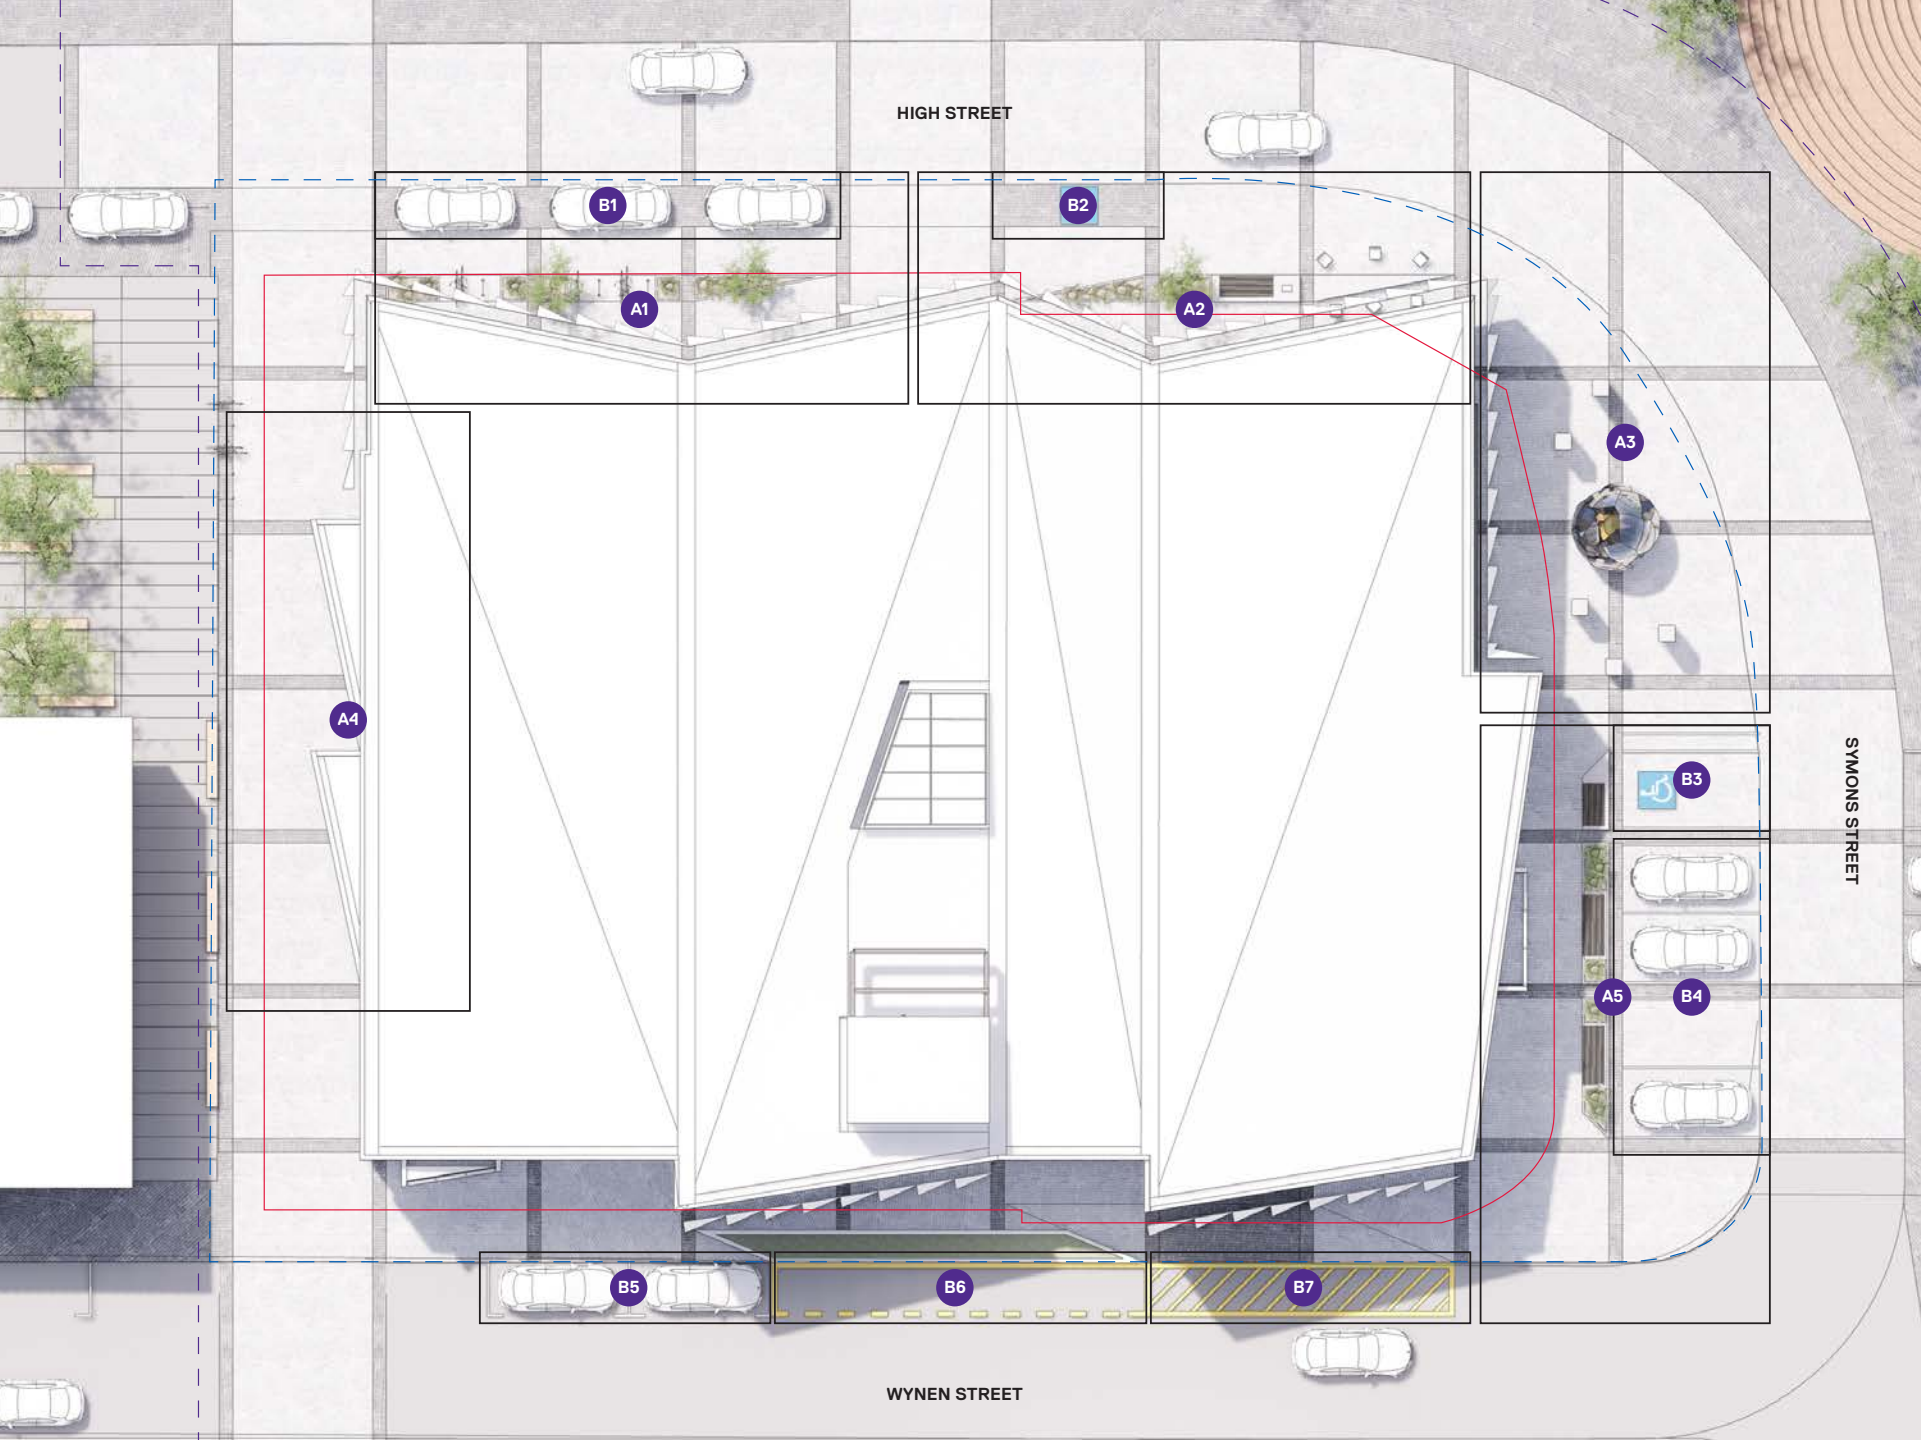 HIGH STREET
B1
B2
A1
A2
A3
A4
SYMONS STREET
B3
A5
B4
B5
B6
B7
WYNEN STREET